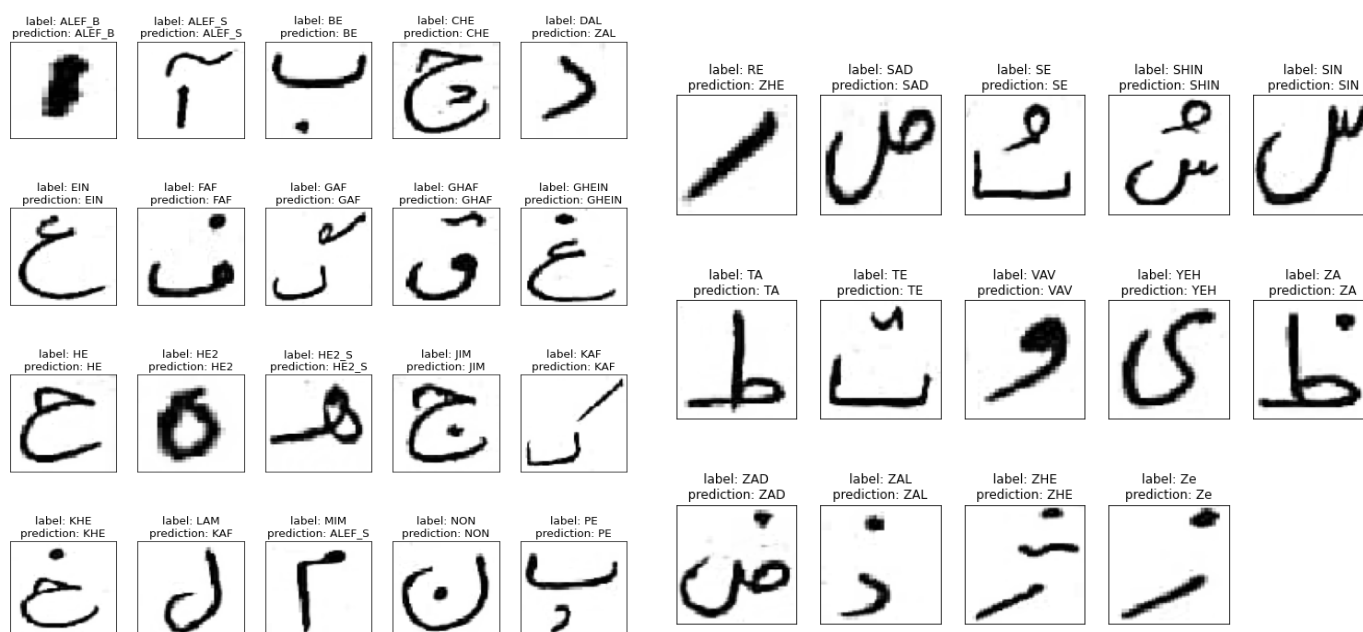 label: ALEF_B
prediction: ALEF_B
ا
label: ALEF_S
prediction: ALEF_S
آ
label: BE
prediction: BE
ب
label: CHE
prediction: CHE
چ
label: DAL
prediction: ZAL
د
label: EIN
prediction: EIN
ع
label: FAF
prediction: FAF
ف
label: GAF
prediction: GAF
گ
label: GHAF
prediction: GHAF
ق
label: GHEIN
prediction: GHEIN
غ
label: HE
prediction: HE
ح
label: HE2
prediction: HE2
ه
label: HE2_S
prediction: HE2_S
هـ
label: JIM
prediction: JIM
ج
label: KAF
prediction: KAF
ک
label: KHE
prediction: KHE
خ
label: LAM
prediction: KAF
ل
label: MIM
prediction: ALEF_S
م
label: NON
prediction: NON
ن
label: PE
prediction: PE
پ
label: RE
prediction: ZHE
ر
label: SAD
prediction: SAD
ص
label: SE
prediction: SE
ث
label: SHIN
prediction: SHIN
ش
label: SIN
prediction: SIN
س
label: TA
prediction: TA
ط
label: TE
prediction: TE
ت
label: VAV
prediction: VAV
و
label: YEH
prediction: YEH
ی
label: ZA
prediction: ZA
ظ
label: ZAD
prediction: ZAD
ض
label: ZAL
prediction: ZAL
ذ
label: ZHE
prediction: ZHE
ژ
label: Ze
prediction: Ze
ز